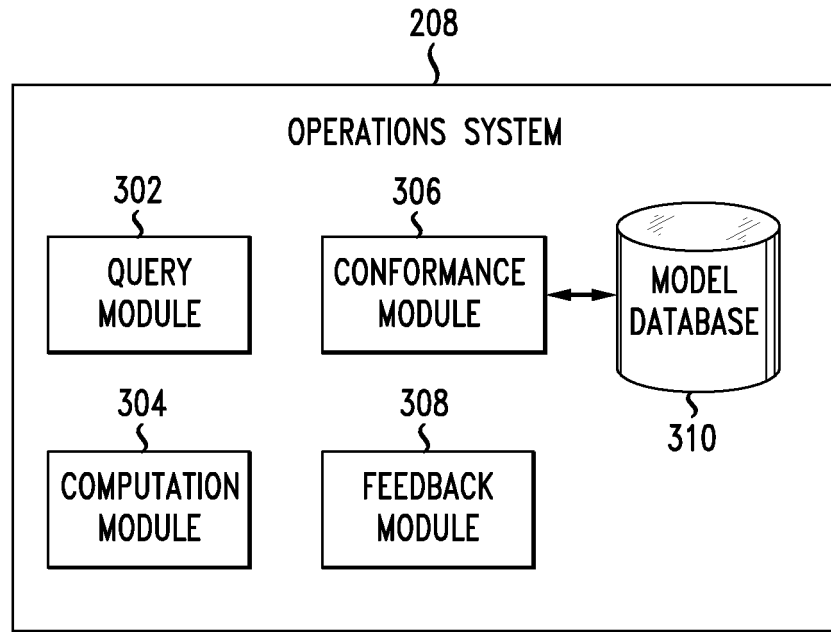 208
OPERATIONS SYSTEM
302
QUERY
MODULE
306
CONFORMANCE
MODULE
MODEL
DATABASE
310
304
COMPUTATION
MODULE
308
FEEDBACK
MODULE